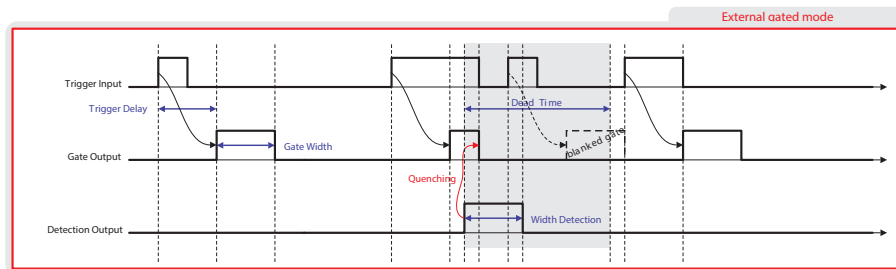 External gated mode
Trigger Input
Dead Time
Trigger Delay
Gate Width
blanked gate
Gate Output
Quenching
Width Detection
Detection Output